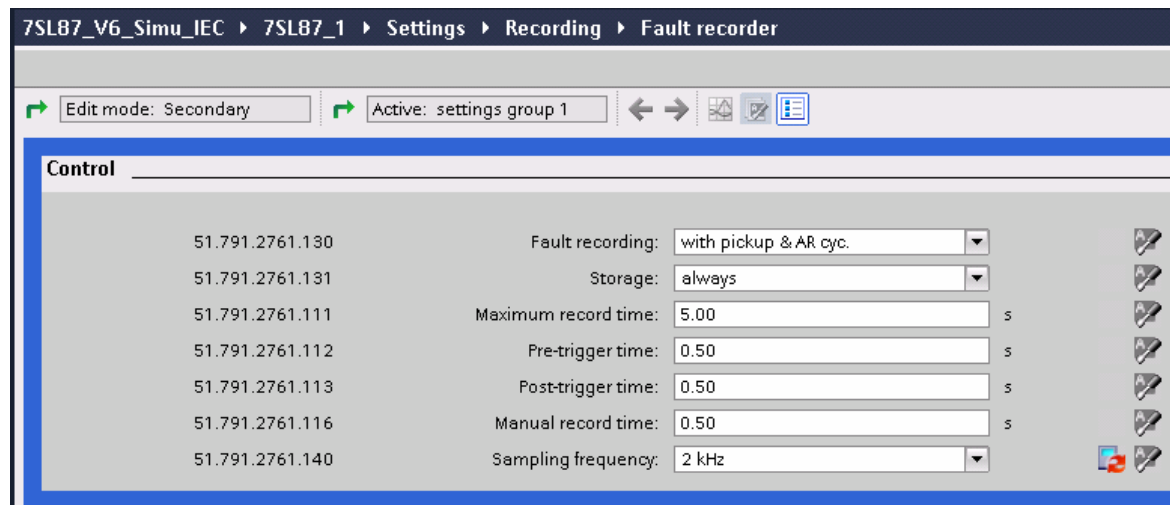 7SL87_V6_Simu_IEC ▸ 7SL87_1 ▸ Settings ▸ Recording ▸ Fault recorder
Edit mode: Secondary Active: settings group 1
Control
51.791.2761.130 Fault recording: with pickup & AR cyc.
51.791.2761.131 Storage: always
51.791.2761.111 Maximum record time: 5.00 s
51.791.2761.112 Pre-trigger time: 0.50 s
51.791.2761.113 Post-trigger time: 0.50 s
51.791.2761.116 Manual record time: 0.50 s
51.791.2761.140 Sampling frequency: 2 kHz